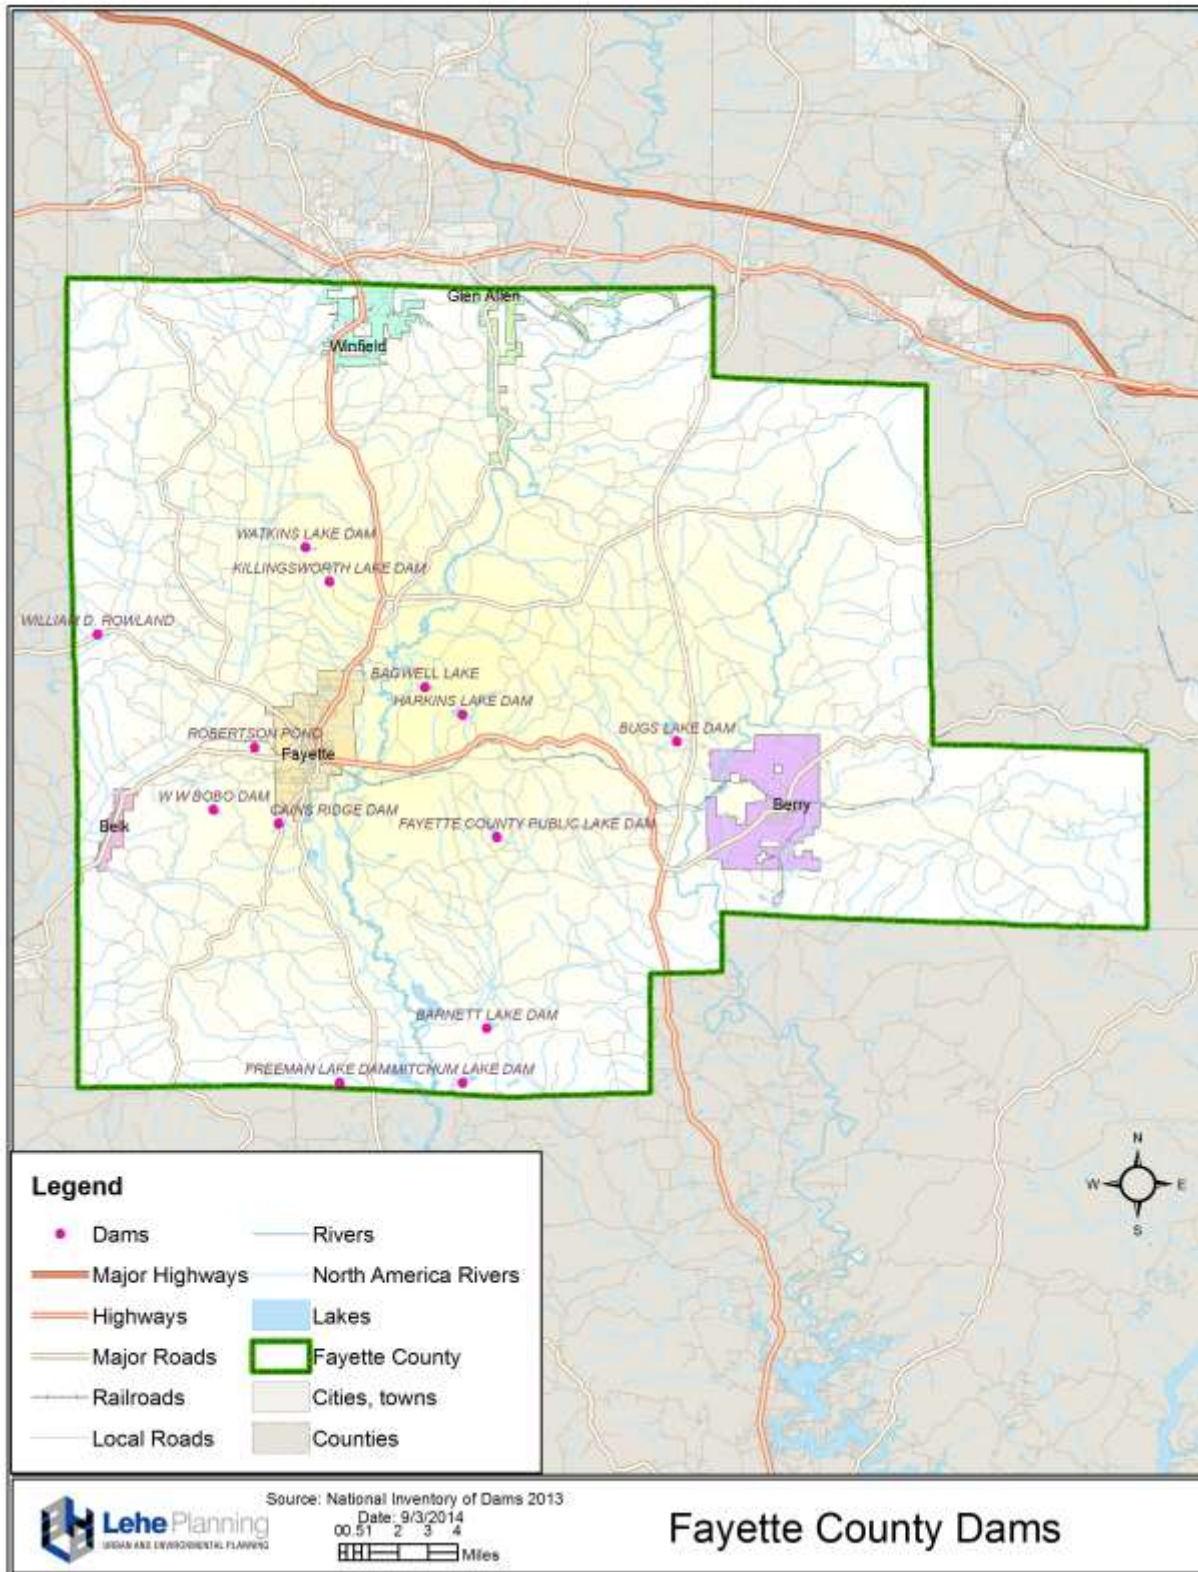 Glen Allen
Winfield
WATKINS LAKE DAM
KILLINGSWORTH LAKE DAM
WILLIAM D. ROWLAND
BAGWELL LAKE
HARKINS LAKE DAM
ROBERTSON POND
BUGS LAKE DAM
Fayette
W W BOBO DAM
CAINS RIDGE DAM
FAYETTE COUNTY PUBLIC LAKE DAM
Belk
Berry
BARNETT LAKE DAM
FREEMAN LAKE DAM
MITCHUM LAKE DAM
N
W E
S
Legend
Dams
Rivers
Major Highways
North America Rivers
Highways
Lakes
Major Roads
Fayette County
Railroads
Cities, towns
Local Roads
Counties
Lehe Planning
URBAN AND ENVIRONMENTAL PLANNING
Source: National Inventory of Dams 2013
Date: 9/3/2014
00.51 2 3 4
Miles
Fayette County Dams